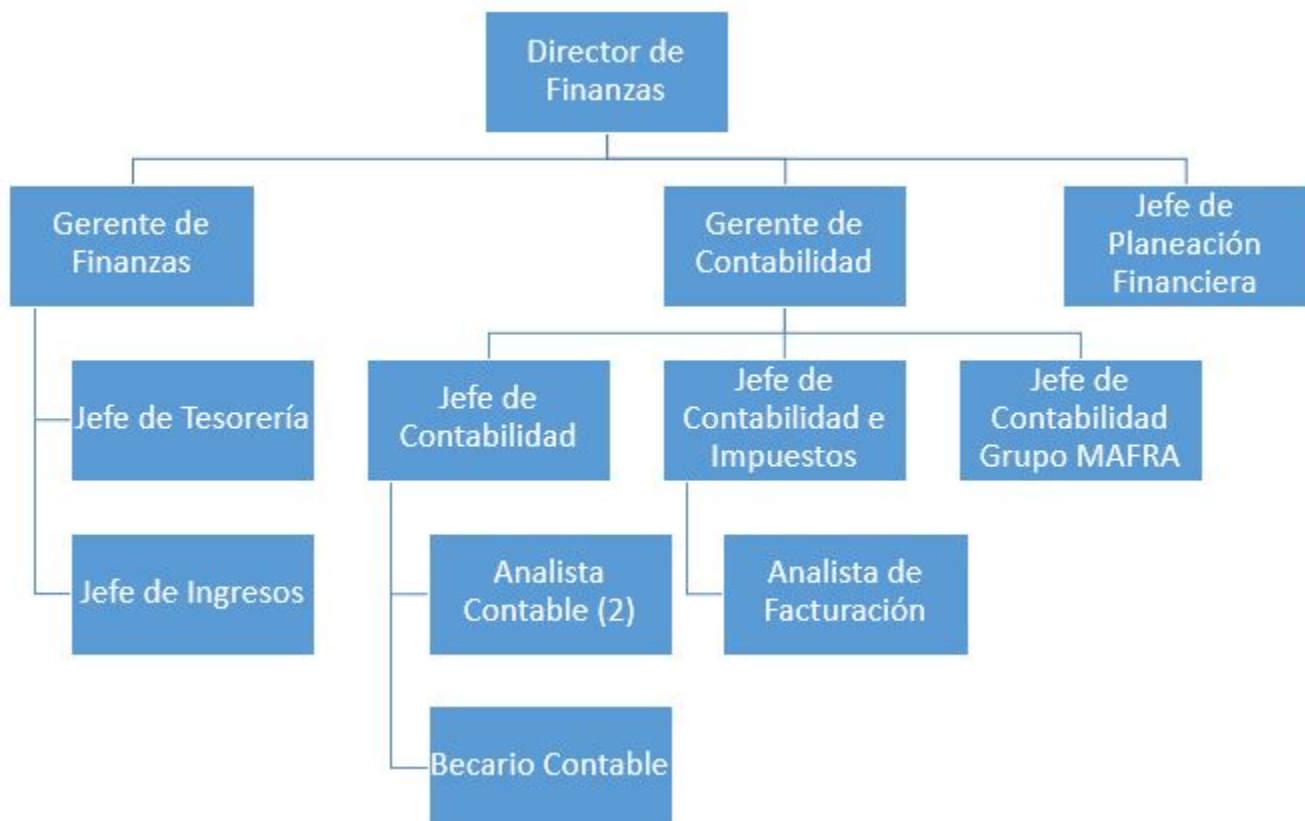 Director de
Finanzas
Gerente de
Finanzas
Gerente de
Contabilidad
Jefe de
Planeación
Financiera
Jefe de Tesorería
Jefe de
Contabilidad
Jefe de
Contabilidad e
Impuestos
Jefe de
Contabilidad
Grupo MAFRA
Jefe de Ingresos
Analista
Contable (2)
Analista de
Facturación
Becario Contable